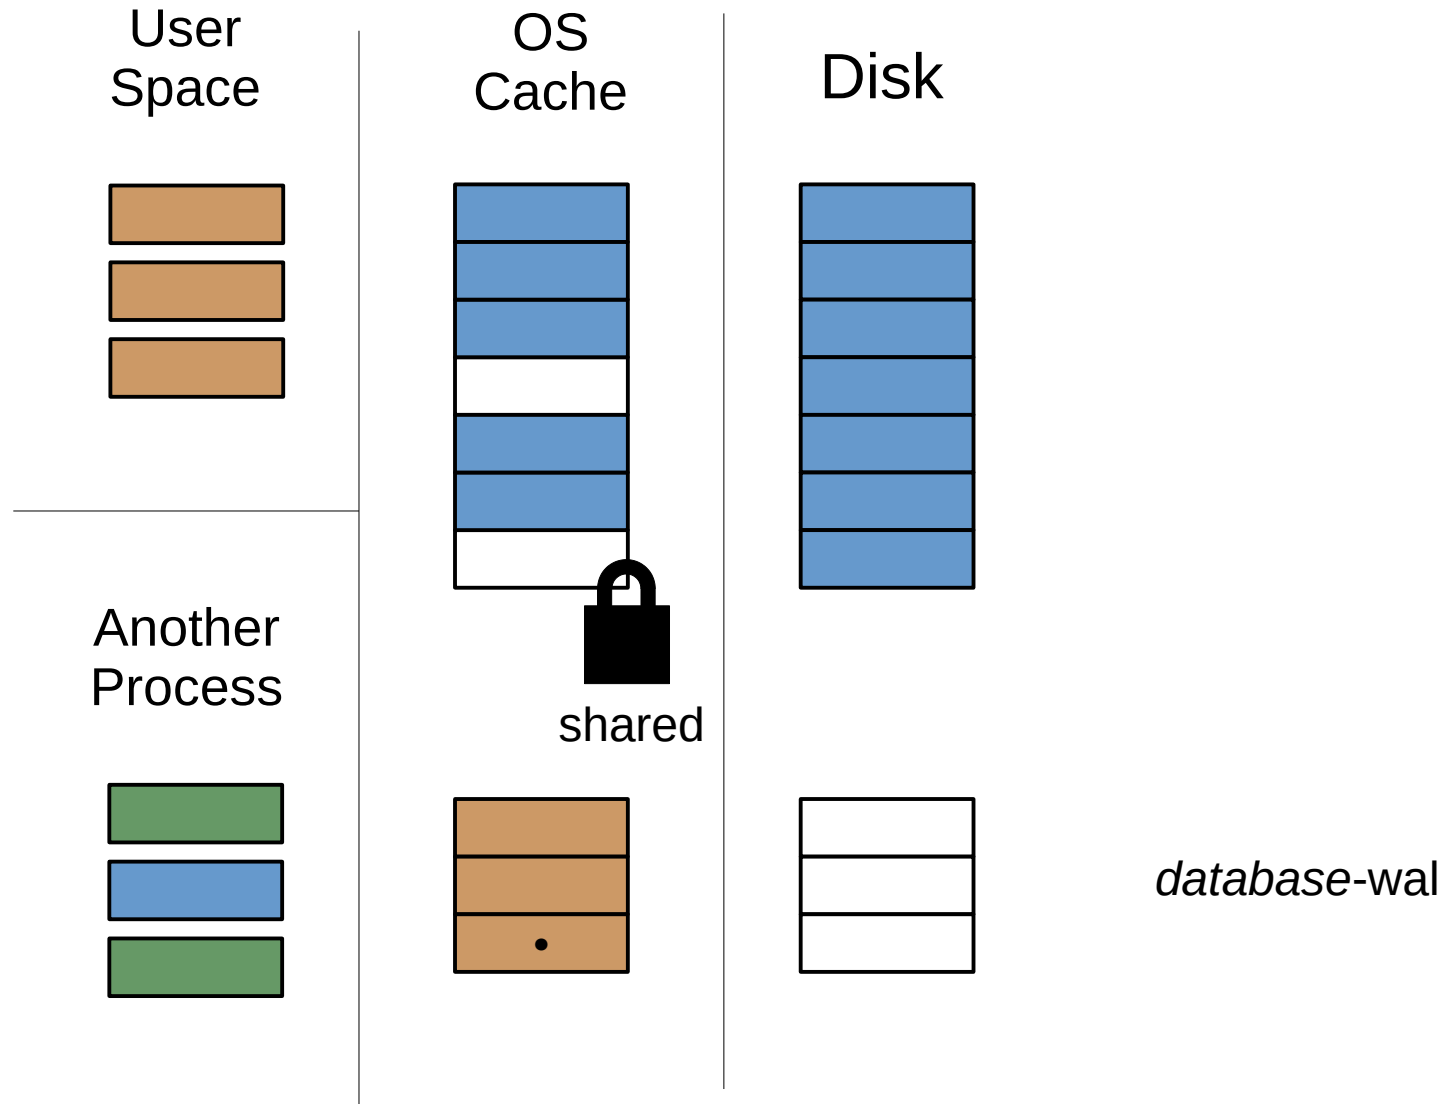 User
Space
OS
Cache
Disk
Another
Process
shared
database-wal